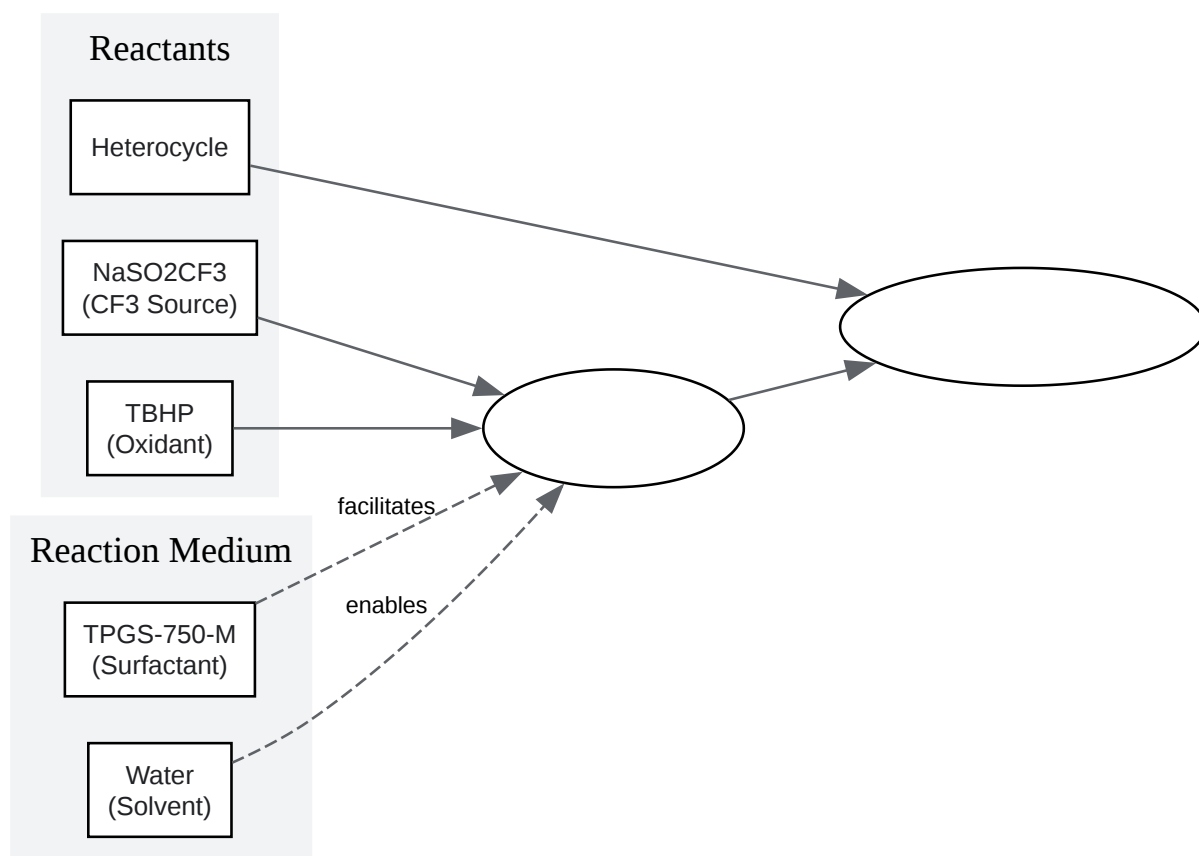 Reactants
Heterocycle
NaSO2CF3
(CF3 Source)
TBHP
(Oxidant)
facilitates
Reaction Medium
enables
TPGS-750-M
(Surfactant)
Water
(Solvent)